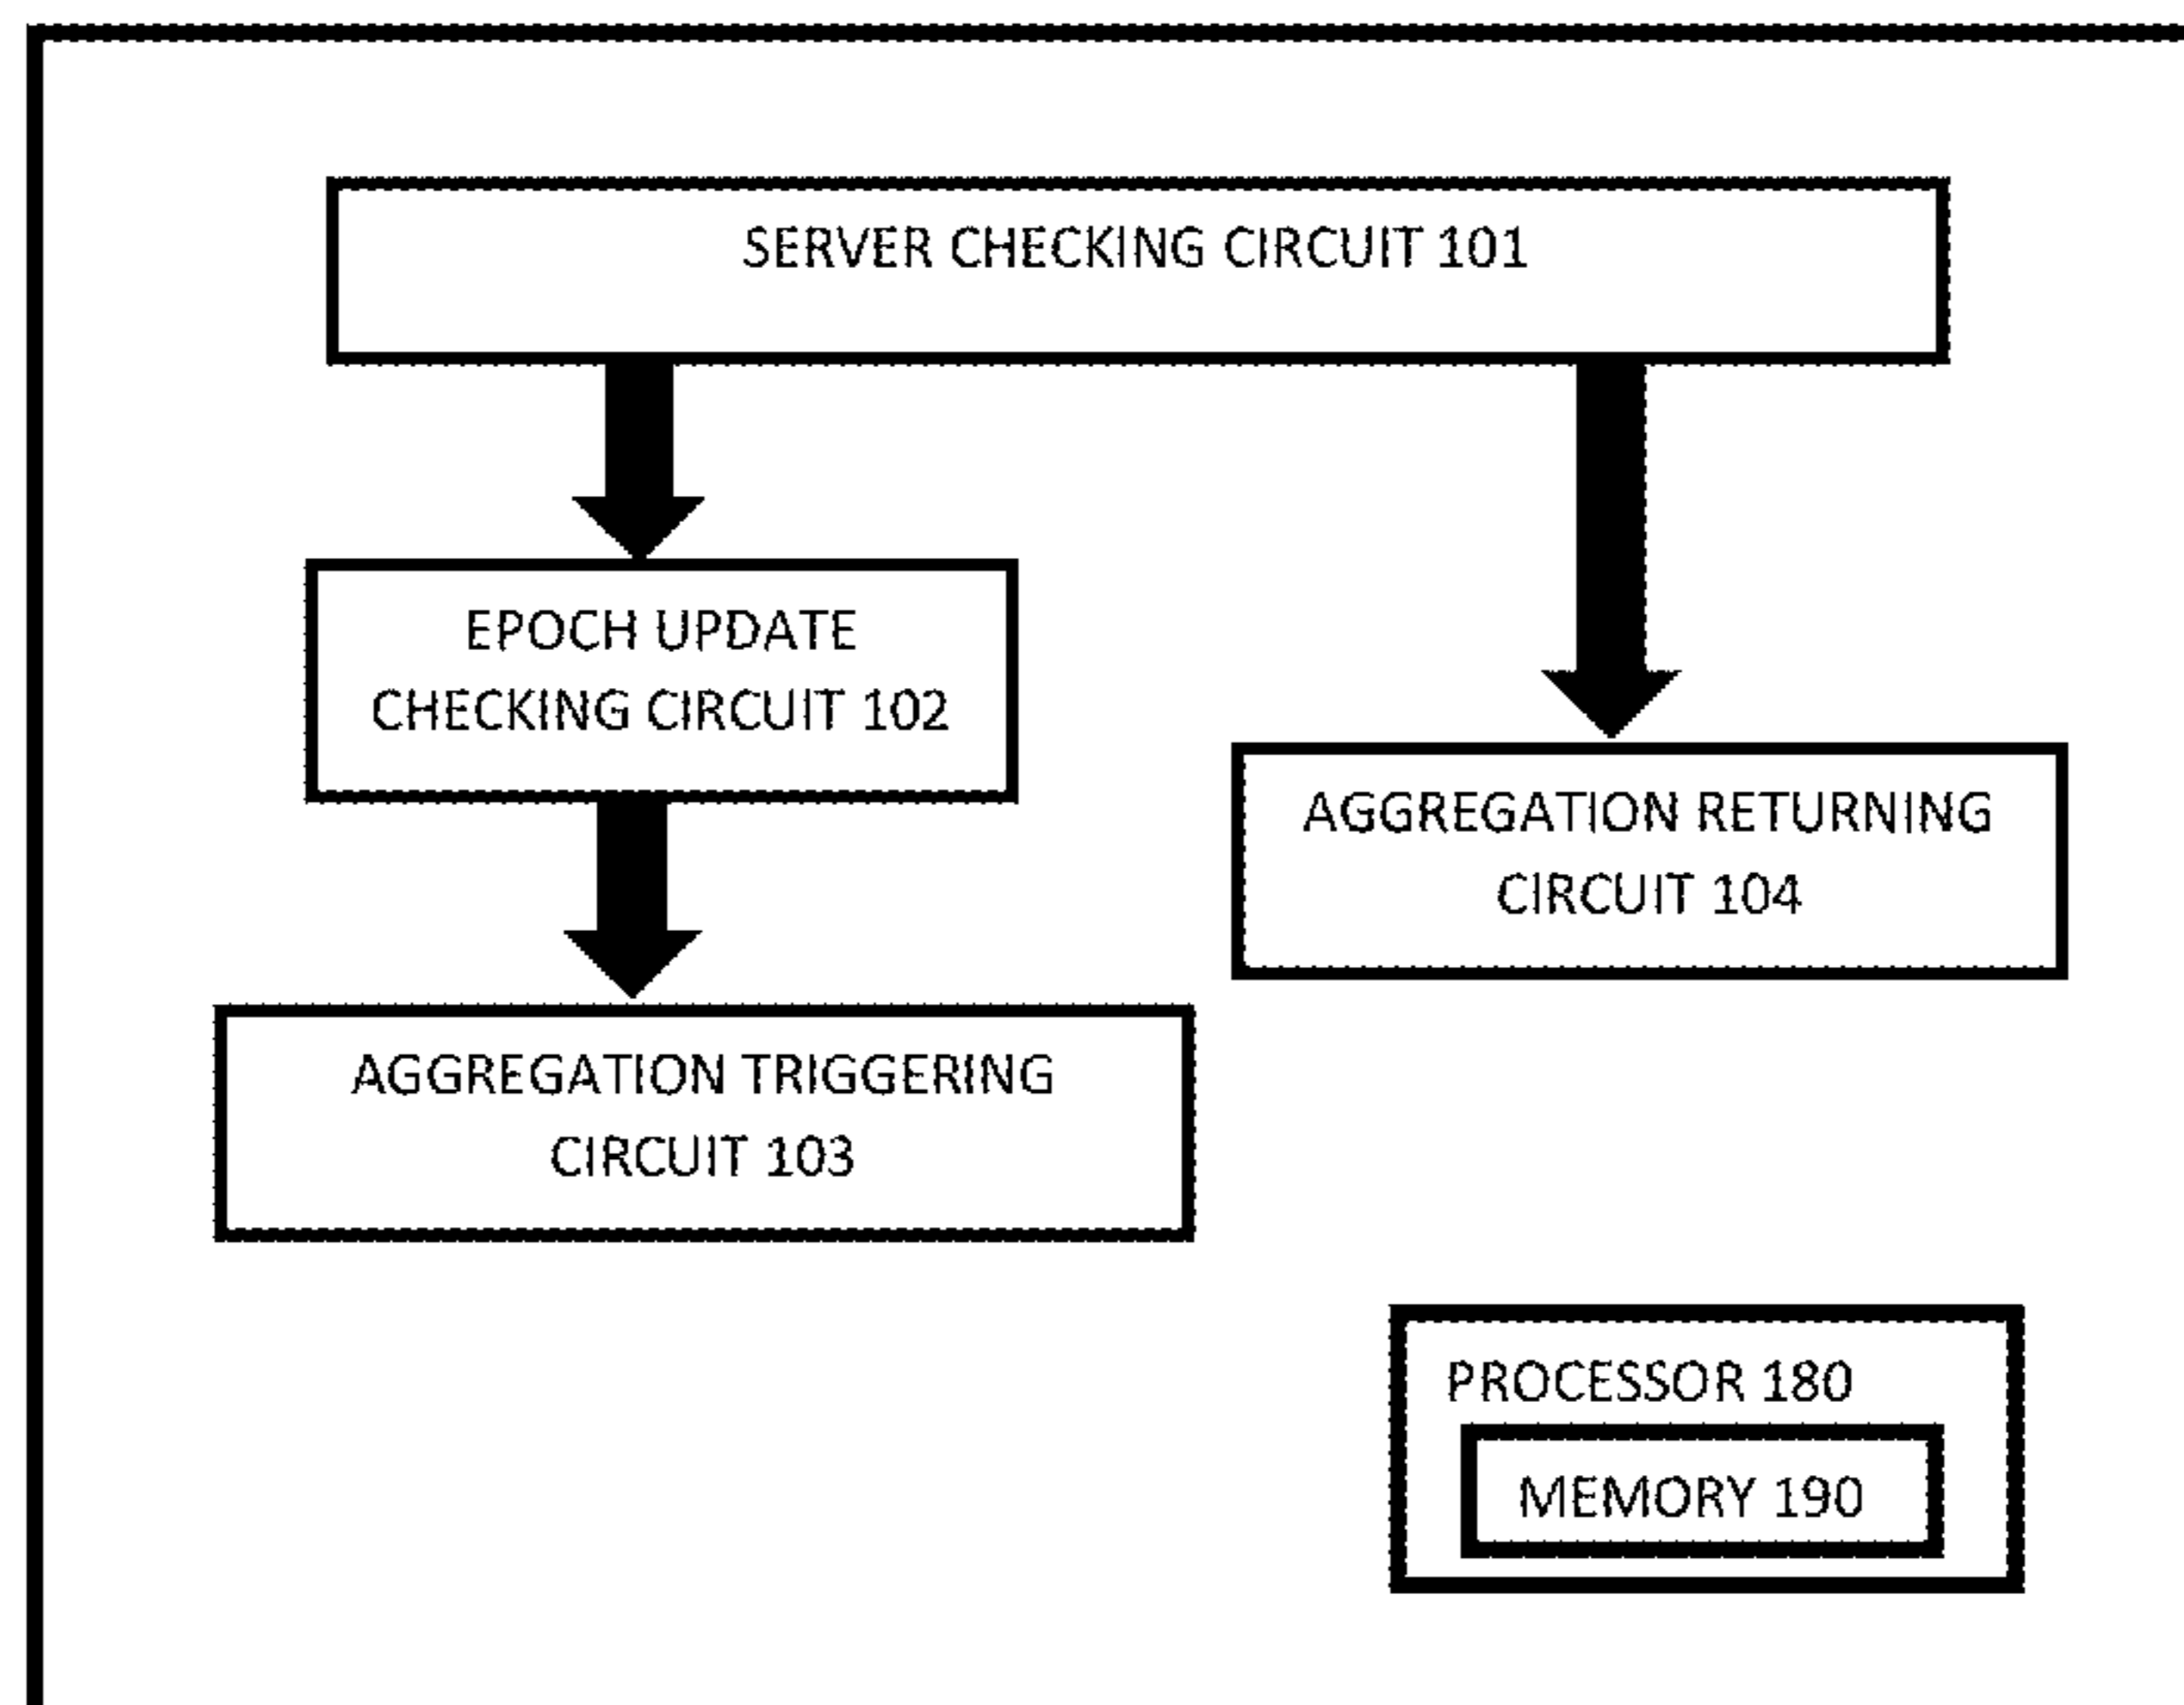 SERVER CHECKING CIRCUIT 101
EPOCH UPDATE
CHECKING CIRCUIT 102
AGGREGATION RETURNING
CIRCUIT 104
AGGREGATION TRIGGERING
CIRCUIT 103
PROCESSOR 180
MEMORY 190